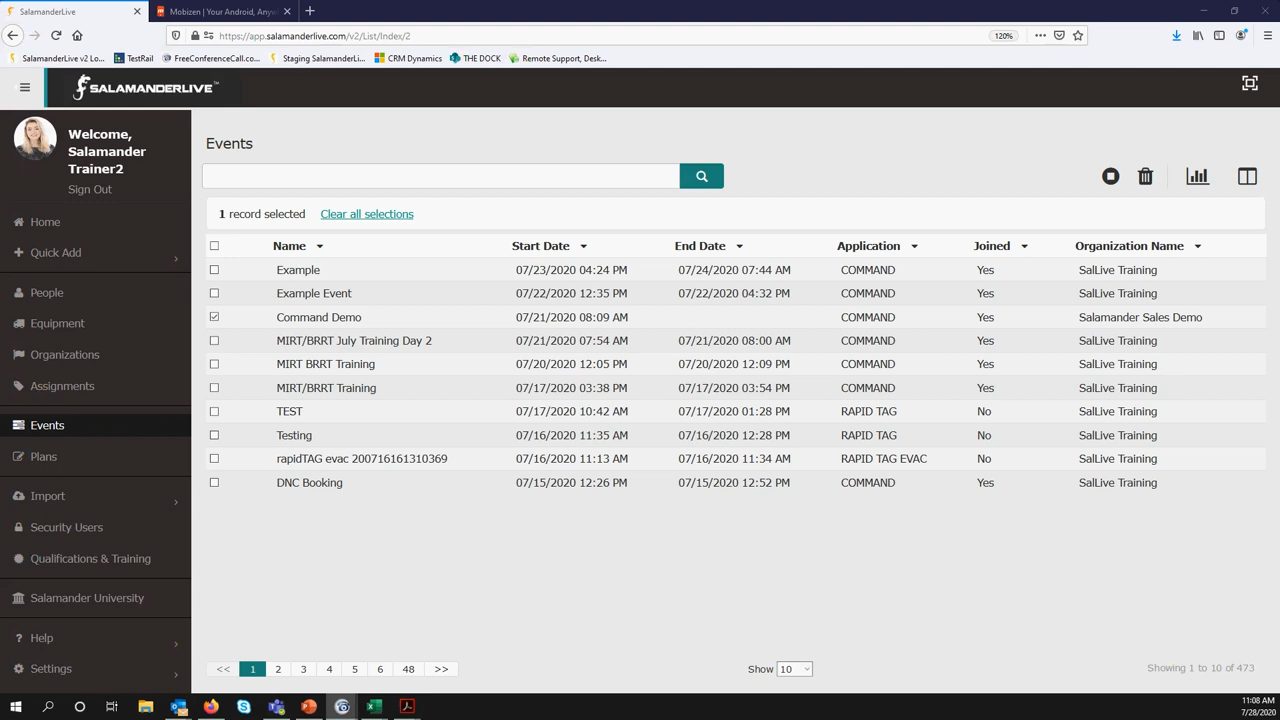 SalamanderLive
Mobizen | Your Android, Anyw
https://app.salamanderlive.com/v2/List/Index/2
120%
SalamanderLive v2 Lo...
TestRail
FreeConferenceCall.co...
Staging SalamanderLi...
CRM Dynamics
THE DOCK
Remote Support, Desk...
SALAMANDERLIVE™
Welcome,
Salamander
Trainer2
Sign Out
Home
Quick Add
People
Equipment
Organizations
Assignments
Events
Plans
Import
Security Users
Qualifications & Training
Salamander University
Help
Settings
Events
1 record selected Clear all selections
Name Start Date End Date Application Joined Organization Name
Example 07/23/2020 04:24 PM 07/24/2020 07:44 AM COMMAND Yes SalLive Training
Example Event 07/22/2020 12:35 PM 07/22/2020 04:32 PM COMMAND Yes SalLive Training
Command Demo 07/21/2020 08:09 AM COMMAND Yes Salamander Sales Demo
MIRT/BRRT July Training Day 2 07/21/2020 07:54 AM 07/21/2020 08:00 AM COMMAND Yes SalLive Training
MIRT BRRT Training 07/20/2020 12:05 PM 07/20/2020 12:09 PM COMMAND Yes SalLive Training
MIRT/BRRT Training 07/17/2020 03:38 PM 07/17/2020 03:54 PM COMMAND Yes SalLive Training
TEST 07/17/2020 10:42 AM 07/17/2020 01:28 PM RAPID TAG No SalLive Training
Testing 07/16/2020 11:35 AM 07/16/2020 12:28 PM RAPID TAG No SalLive Training
rapidTAG evac 200716161310369 07/16/2020 11:13 AM 07/16/2020 11:34 AM RAPID TAG EVAC No SalLive Training
DNC Booking 07/15/2020 12:26 PM 07/15/2020 12:52 PM COMMAND Yes SalLive Training
<< 1 2 3 4 5 6 48 >>
Show 10
Showing 1 to 10 of 473
11:08 AM
7/28/2020